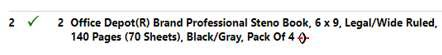 2 ✓ 2 Office Depot(R) Brand Professional Steno Book, 6 x 9, Legal/Wide Ruled,
140 Pages (70 Sheets), Black/Gray, Pack Of 4 ()